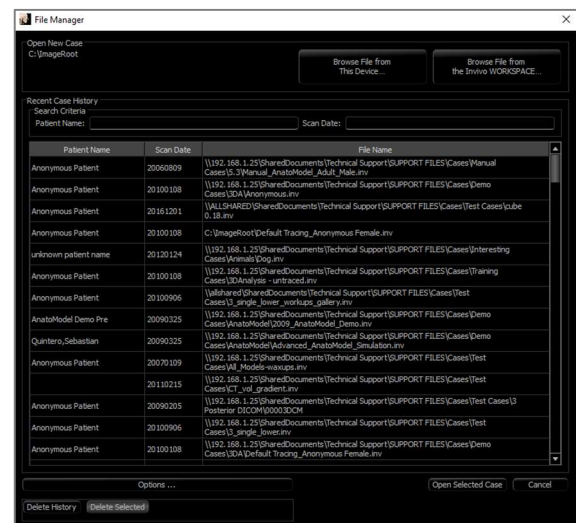 File Manager
Open New Case
C:\ImageRoot
Browse File from
This Device...
Browse File from
the Invivo WORKSPACE...
Recent Case History
Search Criteria
Patient Name:
Scan Date:
Patient Name Scan Date File Name
Anonymous Patient 20060809 \\192.168.1.25\SharedDocuments\Technical Support\SUPPORT FILES\Cases\Manual
Cases\5.3\Manual_AnatoModel_Adult_Male.inv
Anonymous Patient 20100108 \\192.168.1.25\SharedDocuments\Technical Support\SUPPORT FILES\Cases\Demo
Cases\3DA\Anonymous.inv
Anonymous Patient 20161201 \\ALLSHARED\SharedDocuments\Technical Support\SUPPORT FILES\Cases\Test Cases\cube
0.18.inv
Anonymous Patient 20100108 C:\ImageRoot\Default Tracing_Anonymous Female.inv
unknown patient name 20120124 \\192.168.1.25\SharedDocuments\Technical Support\SUPPORT FILES\Cases\Interesting
Cases\Animals\Dog.inv
Anonymous Patient 20100108 \\192.168.1.25\SharedDocuments\Technical Support\SUPPORT FILES\Cases\Training
Cases\3DAnalysis - untraced.inv
Anonymous Patient 20100906 \\allshared\SharedDocuments\Technical Support\SUPPORT FILES\Cases\Test
Cases\3_single_lower_workups_gallery.inv
AnatoModel Demo Pre 20090325 \\192.168.1.25\SharedDocuments\Technical Support\SUPPORT FILES\Cases\Demo
Cases\AnatoModel\2009_AnatoModel_Demo.inv
Quintero,Sebastian 20090325 \\192.168.1.25\SharedDocuments\Technical Support\SUPPORT FILES\Cases\Demo
Cases\AnatoModel\Advanced_AnatoModel_Simulation.inv
Anonymous Patient 20070109 \\192.168.1.25\SharedDocuments\Technical Support\SUPPORT FILES\Cases\Test
Cases\All_Models-waxups.inv
20110215 \\192.168.1.25\SharedDocuments\Technical Support\SUPPORT FILES\Cases\Test
Cases\CT_vol_gradient.inv
Anonymous Patient 20090205 \\192.168.1.25\SharedDocuments\Technical Support\SUPPORT FILES\Cases\Test Cases\3
Posterior DICOM\00003DCM
Anonymous Patient 20100906 \\192.168.1.25\SharedDocuments\Technical Support\SUPPORT FILES\Cases\Test
Cases\3_single_lower.inv
Anonymous Patient 20100108 \\192.168.1.25\SharedDocuments\Technical Support\SUPPORT FILES\Cases\Demo
Cases\3DA\Default Tracing_Anonymous Female.inv
Options ...
Open Selected Case
Cancel
Delete History
Delete Selected